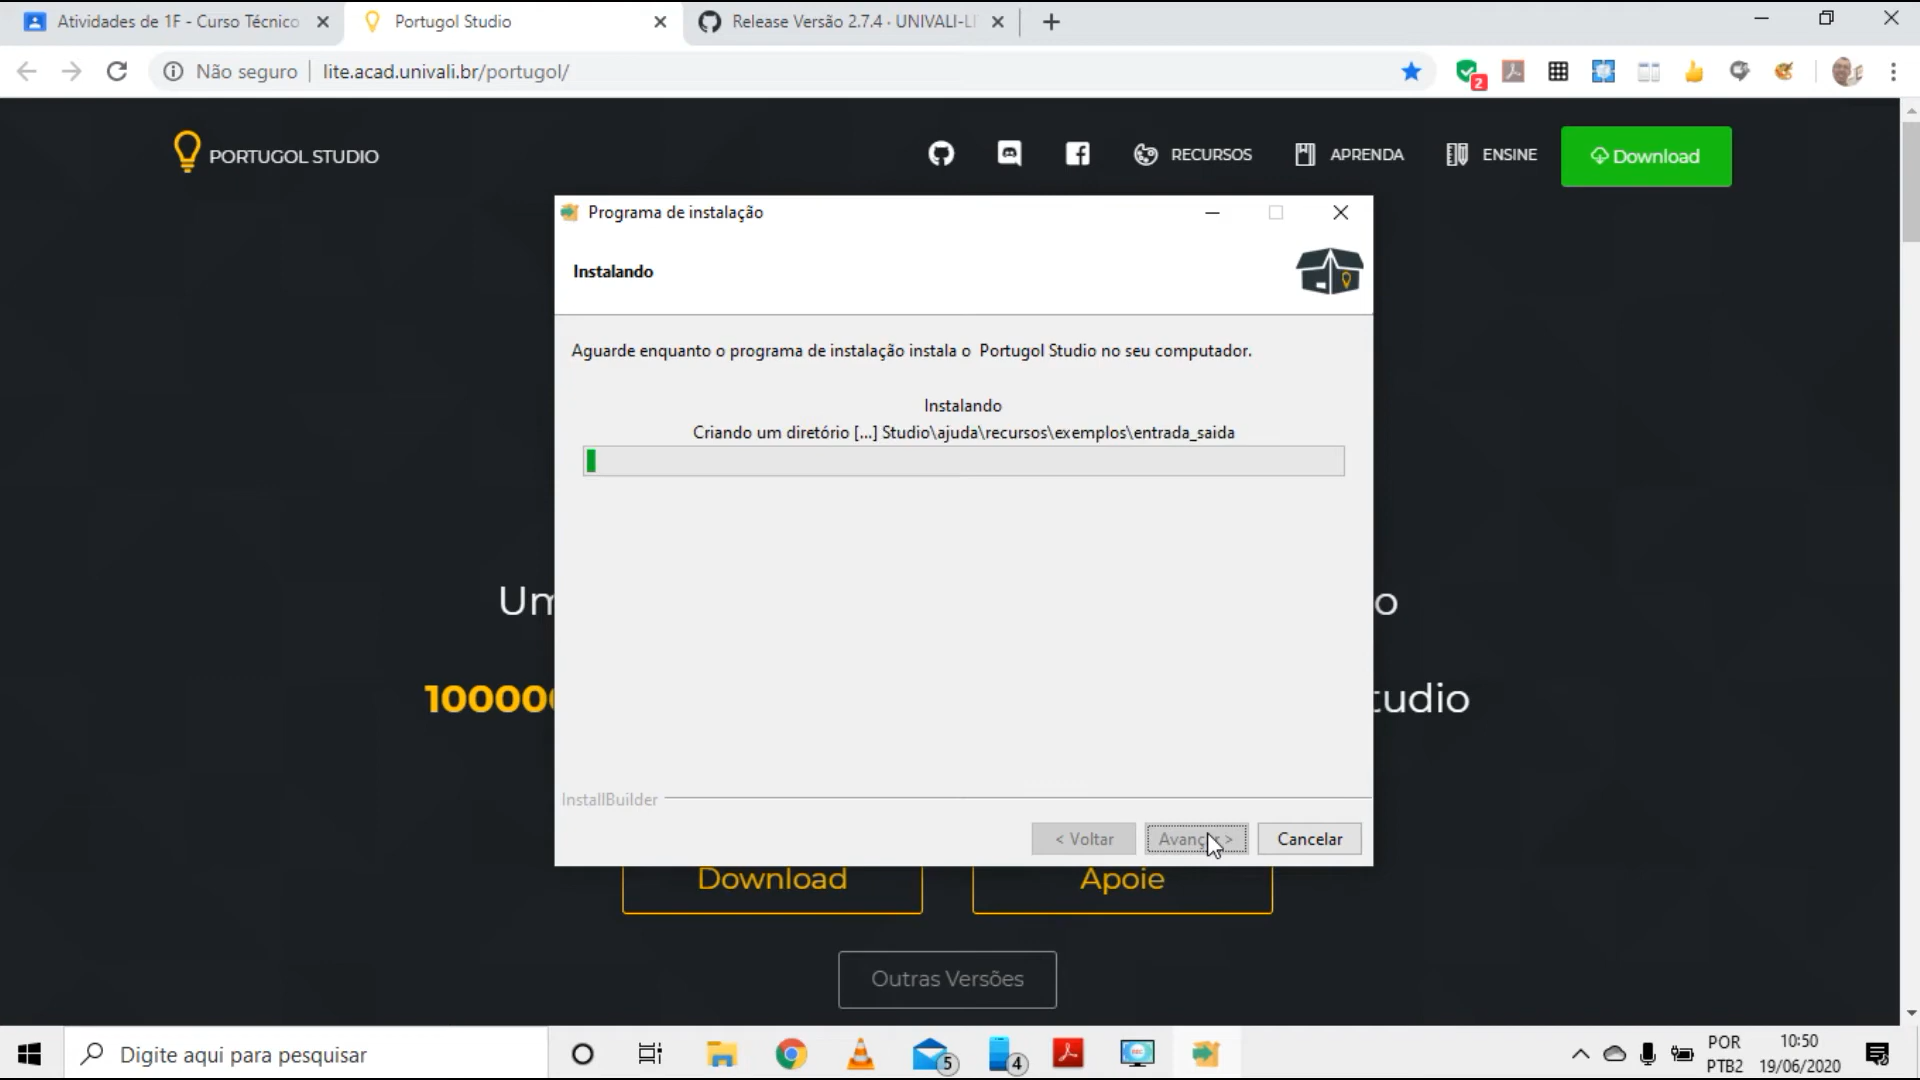 Atividades de 1F - Curso Técnico
Portugol Studio
Release Versão 2.7.4 · UNIVALI-LI
Não seguro
lite.acad.univali.br/portugol/
2
PORTUGOL STUDIO
RECURSOS
APRENDA
ENSINE
Download
Programa de instalação
Instalando
Aguarde enquanto o programa de instalação instala o Portugol Studio no seu computador.
Instalando
Criando um diretório [...] Studio\ajuda\recursos\exemplos\entrada_saida
Um
o
100000
tudio
InstallBuilder
< Voltar
Avançar >
Cancelar
Download
Apoie
Outras Versões
Digite aqui para pesquisar
5
4
POR
PTB2
10:50
19/06/2020